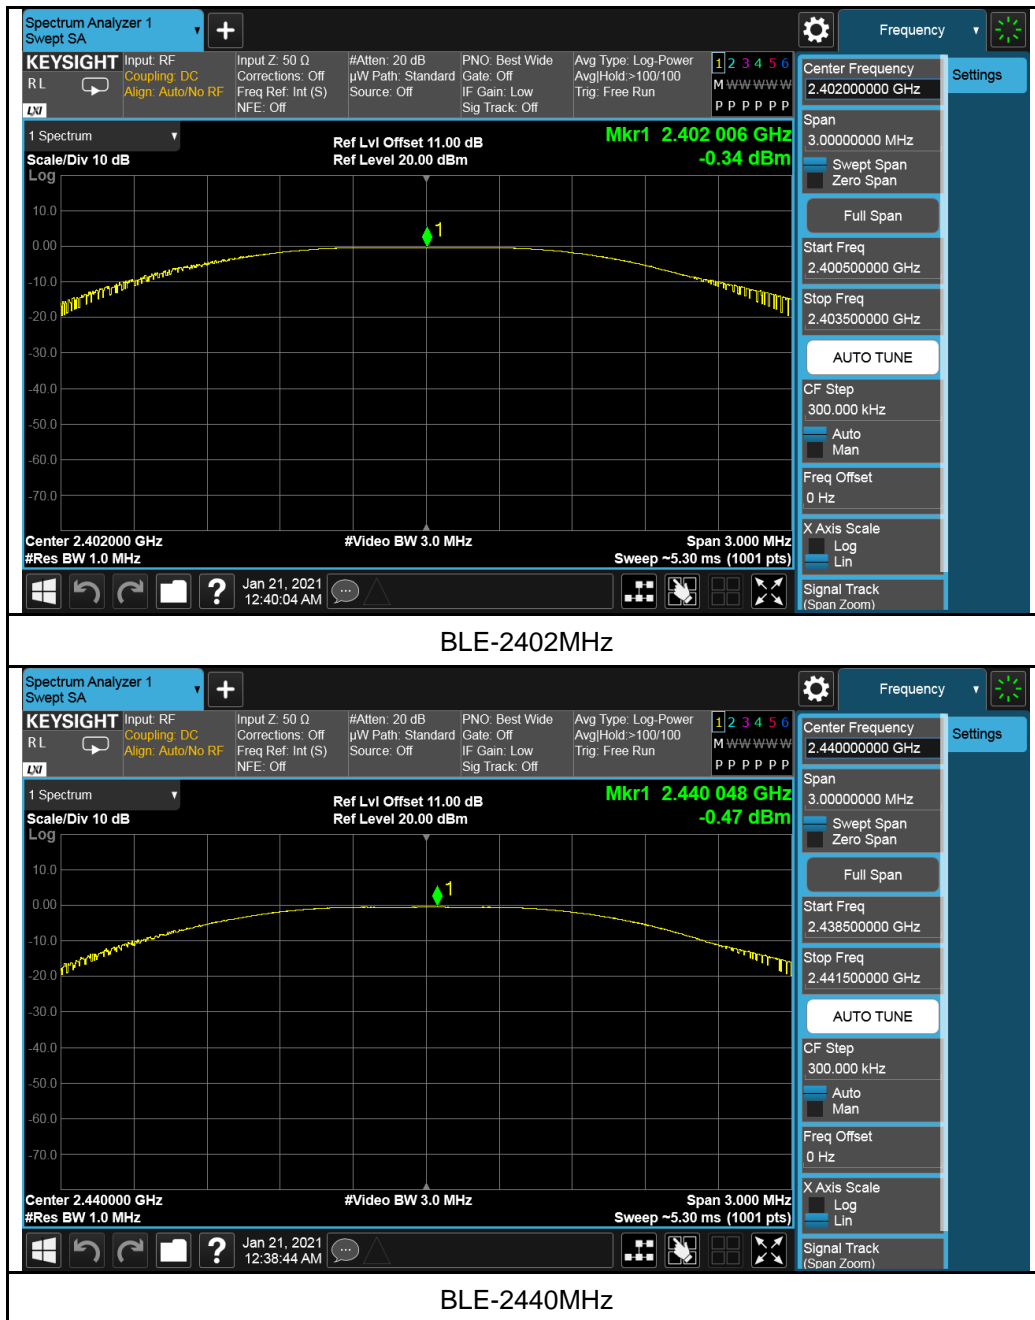 Spectrum Analyzer 1
Swept SA
Frequency
KEYSIGHT
RL
LXI
Input: RF
Coupling: DC
Align: Auto/No RF
Input Z: 50 Ω
Corrections: Off
Freq Ref: Int (S)
NFE: Off
#Atten: 20 dB
µW Path: Standard
Source: Off
PNO: Best Wide
Gate: Off
IF Gain: Low
Sig Track: Off
Avg Type: Log-Power
Avg|Hold:>100/100
Trig: Free Run
1 2 3 4 5 6
M W W W W W
P P P P P P
1 Spectrum
Scale/Div 10 dB
Log
Ref Lvl Offset 11.00 dB
Ref Level 20.00 dBm
Mkr1 2.402 006 GHz
-0.34 dBm
1
10.0
0.00
-10.0
-20.0
-30.0
-40.0
-50.0
-60.0
-70.0
Center 2.402000 GHz
#Res BW 1.0 MHz
#Video BW 3.0 MHz
Span 3.000 MHz
Sweep ~5.30 ms (1001 pts)
Jan 21, 2021
12:40:04 AM
Center Frequency
2.402000000 GHz
Settings
Span
3.00000000 MHz
Swept Span
Zero Span
Full Span
Start Freq
2.400500000 GHz
Stop Freq
2.403500000 GHz
AUTO TUNE
CF Step
300.000 kHz
Auto
Man
Freq Offset
0 Hz
X Axis Scale
Log
Lin
Signal Track
(Span Zoom)
BLE-2402MHz
Spectrum Analyzer 1
Swept SA
Frequency
KEYSIGHT
RL
LXI
Input: RF
Coupling: DC
Align: Auto/No RF
Input Z: 50 Ω
Corrections: Off
Freq Ref: Int (S)
NFE: Off
#Atten: 20 dB
µW Path: Standard
Source: Off
PNO: Best Wide
Gate: Off
IF Gain: Low
Sig Track: Off
Avg Type: Log-Power
Avg|Hold:>100/100
Trig: Free Run
1 2 3 4 5 6
M W W W W W
P P P P P P
1 Spectrum
Scale/Div 10 dB
Log
Ref Lvl Offset 11.00 dB
Ref Level 20.00 dBm
Mkr1 2.440 048 GHz
-0.47 dBm
1
10.0
0.00
-10.0
-20.0
-30.0
-40.0
-50.0
-60.0
-70.0
Center 2.440000 GHz
#Res BW 1.0 MHz
#Video BW 3.0 MHz
Span 3.000 MHz
Sweep ~5.30 ms (1001 pts)
Jan 21, 2021
12:38:44 AM
Center Frequency
2.440000000 GHz
Settings
Span
3.00000000 MHz
Swept Span
Zero Span
Full Span
Start Freq
2.438500000 GHz
Stop Freq
2.441500000 GHz
AUTO TUNE
CF Step
300.000 kHz
Auto
Man
Freq Offset
0 Hz
X Axis Scale
Log
Lin
Signal Track
(Span Zoom)
BLE-2440MHz